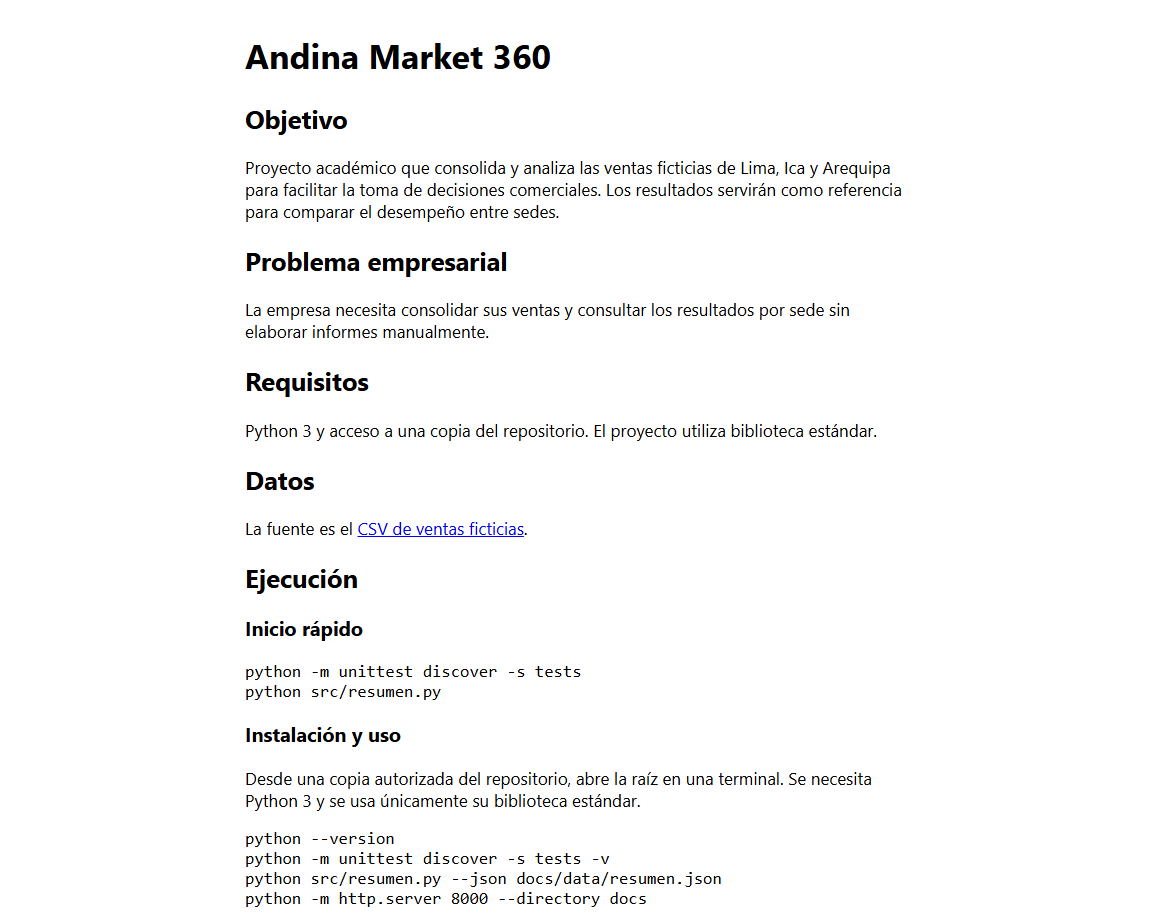 Andina Market 360
Objetivo
Proyecto académico que consolida y analiza las ventas ficticias de Lima, Ica y Arequipa
para facilitar la toma de decisiones comerciales. Los resultados servirán como referencia
para comparar el desempeño entre sedes.
Problema empresarial
La empresa necesita consolidar sus ventas y consultar los resultados por sede sin
elaborar informes manualmente.
Requisitos
Python 3 y acceso a una copia del repositorio. El proyecto utiliza biblioteca estándar.
Datos
La fuente es el CSV de ventas ficticias.
Ejecución
Inicio rápido
python -m unittest discover -s tests
python src/resumen.py
Instalación y uso
Desde una copia autorizada del repositorio, abre la raíz en una terminal. Se necesita
Python 3 y se usa únicamente su biblioteca estándar.
python --version
python -m unittest discover -s tests -v
python src/resumen.py --json docs/data/resumen.json
python -m http.server 8000 --directory docs